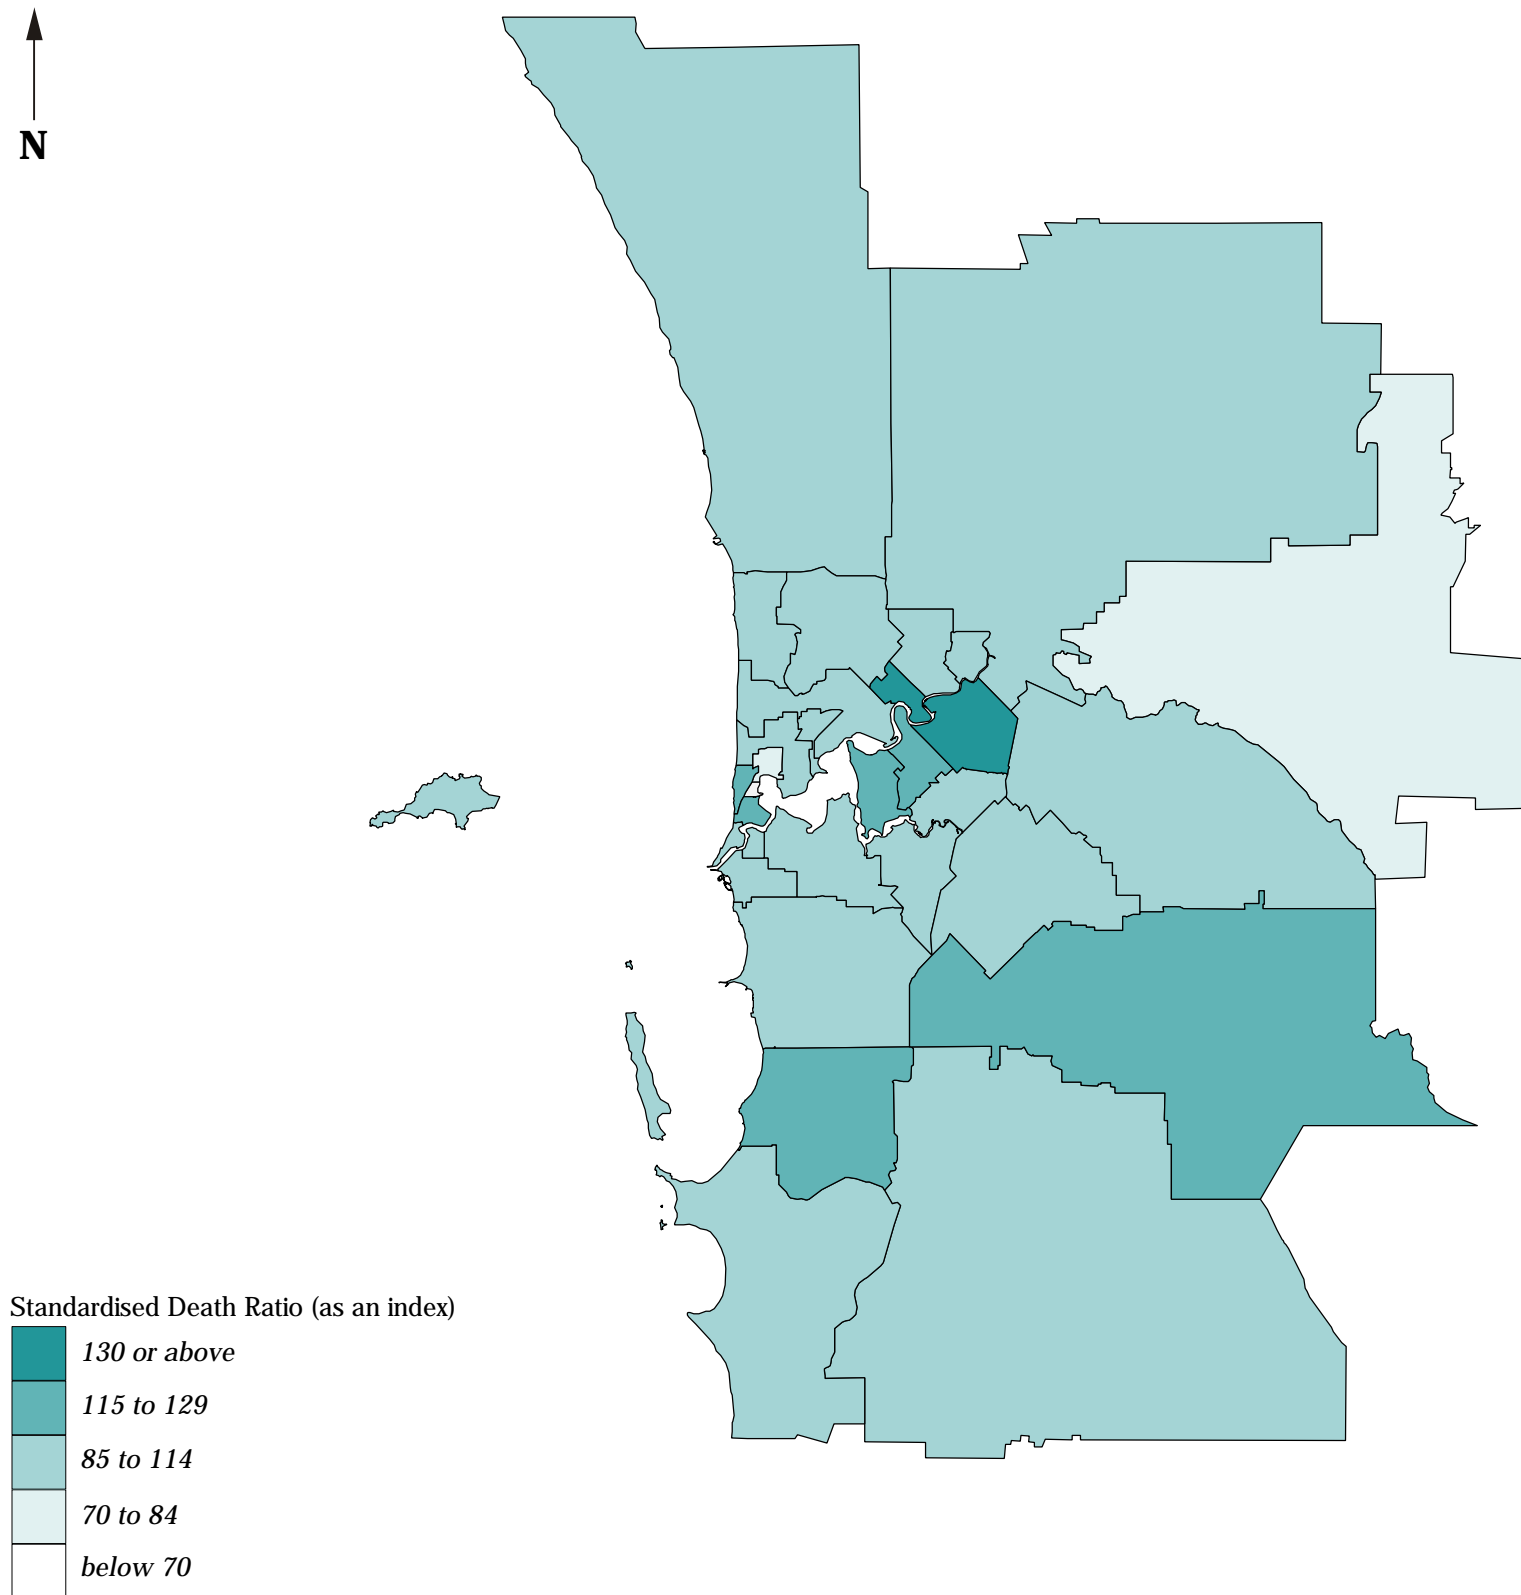 N
Standardised Death Ratio (as an index)
130 or above
115 to 129
85 to 114
70 to 84
below 70